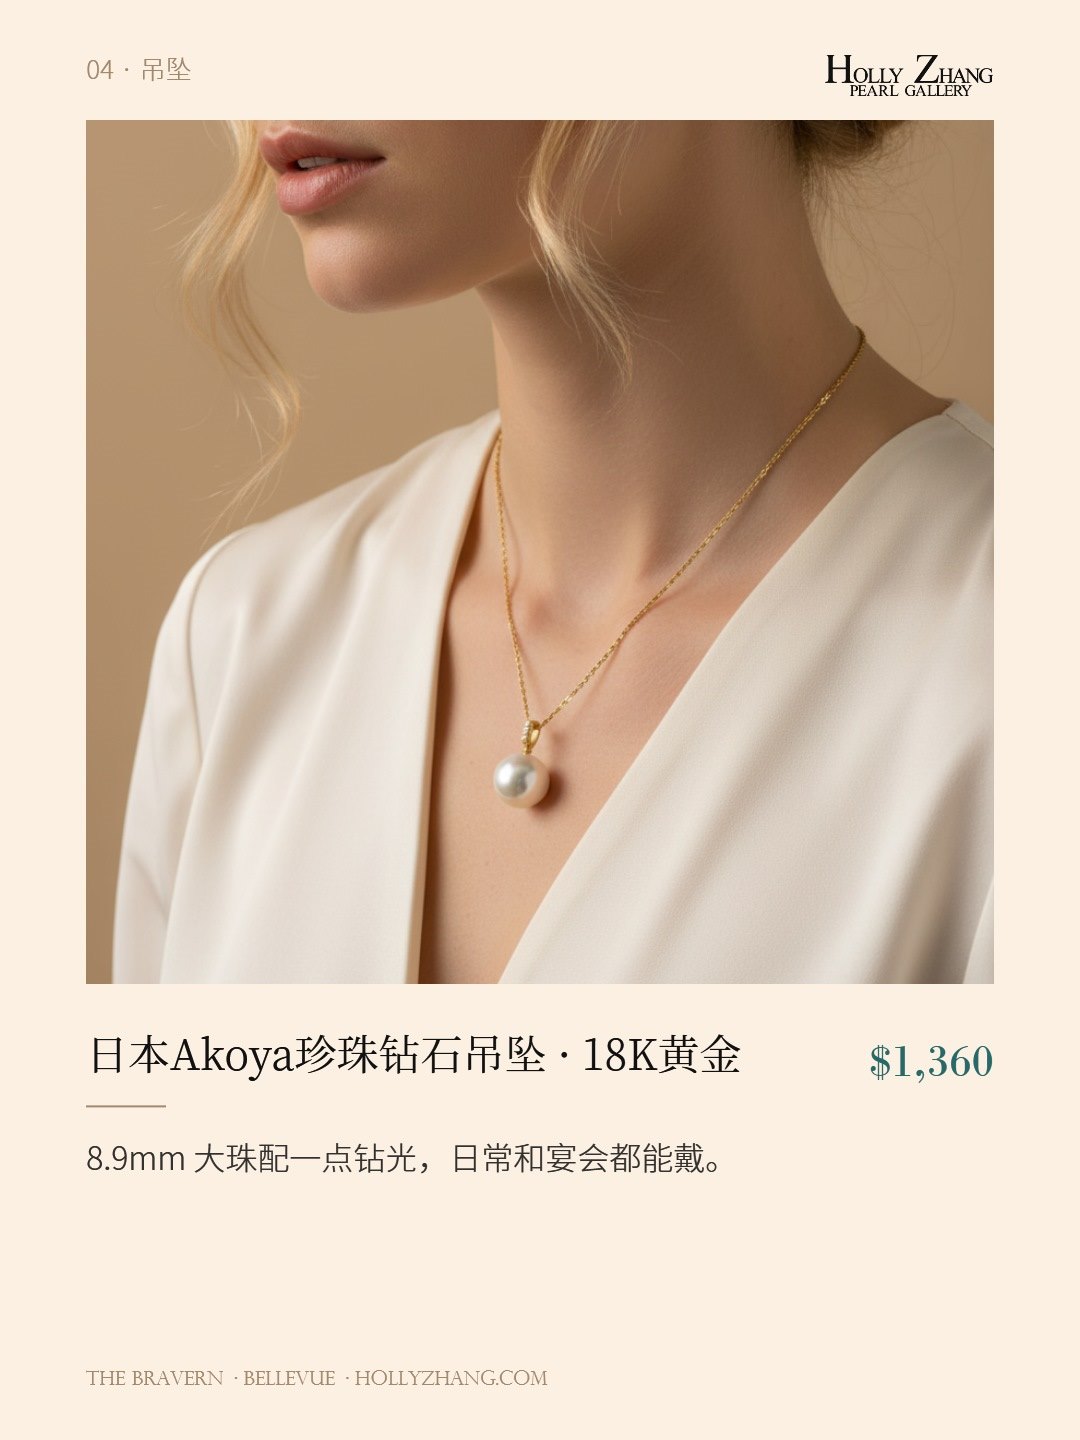 04 · 吊坠
HOLLY ZHANG
PEARL GALLERY
日本Akoya珍珠钻石吊坠 · 18K黄金
$1,360
8.9mm 大珠配一点钻光，日常和宴会都能戴。
THE BRAVERN · BELLEVUE · HOLLYZHANG.COM